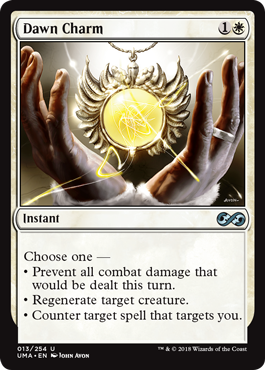 Dawn Charm 1
Instant
Choose one —
• Prevent all combat damage that
would be dealt this turn.
• Regenerate target creature.
• Counter target spell that targets you.
013/254 U
UMA • EN JOHN AVON
™ & © 2018 Wizards of the Coast
AVON